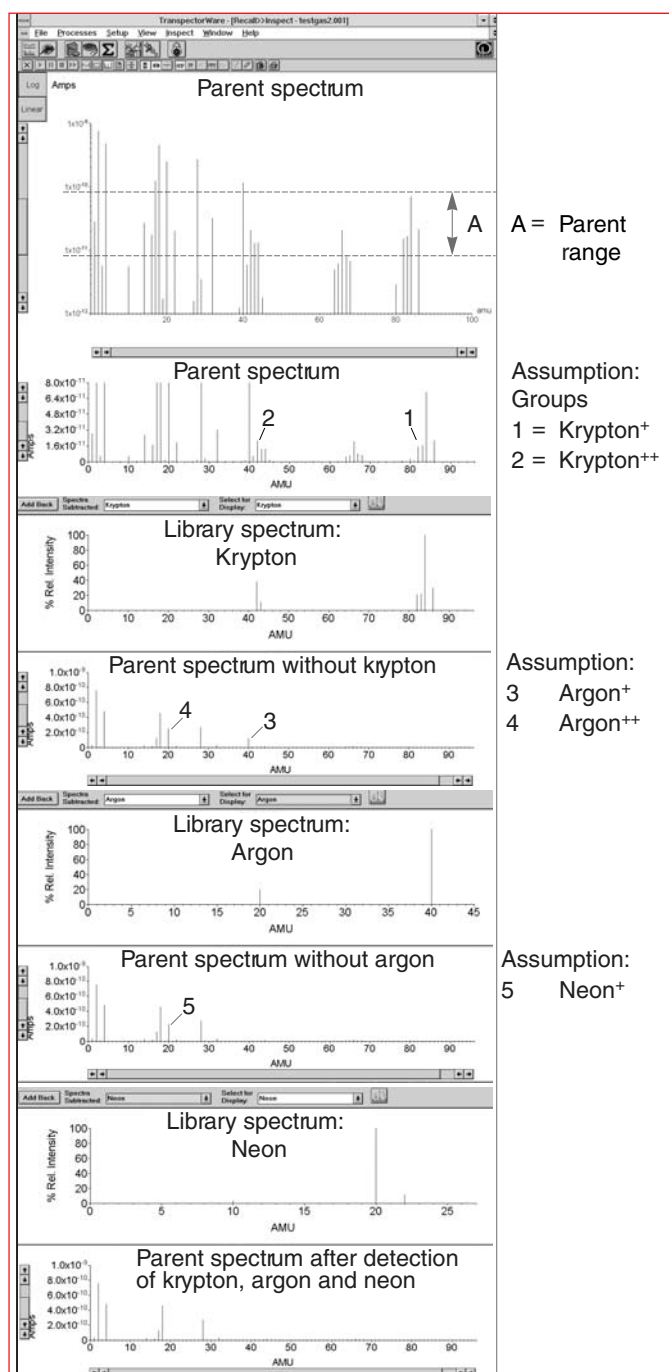 TranspectorWare - [Recall>>Inspect - testgas2.001]
File Processes Setup View Inspect Window Help
Log
Linear
Amps
Parent spectrum
A
A = Parent
range
20 40 60 80 100
amu
Parent spectrum
8.0x10⁻¹¹
6.4x10⁻¹¹
4.8x10⁻¹¹
3.2x10⁻¹¹
1.6x10⁻¹¹
Amps
2
1
0 10 20 30 40 50 60 70 80 90
AMU
Assumption:
Groups
1 = Krypton⁺
2 = Krypton⁺⁺
Add Back Spectra Subtracted: Krypton Select for Display: Krypton
Library spectrum:
Krypton
% Rel. Intensity
100
80
60
40
20
0
0 10 20 30 40 50 60 70 80 90
AMU
Parent spectrum without krypton
1.0x10⁻⁹
8.0x10⁻¹⁰
6.0x10⁻¹⁰
4.0x10⁻¹⁰
2.0x10⁻¹⁰
Amps
4
3
0 10 20 30 40 50 60 70 80 90
AMU
Assumption:
3 Argon⁺
4 Argon⁺⁺
Add Back Spectra Subtracted: Argon Select for Display: Argon
Library spectrum:
Argon
% Rel. Intensity
100
80
60
40
20
0
0 5 10 15 20 25 30 35 40 45
AMU
Parent spectrum without argon
1.0x10⁻⁹
8.0x10⁻¹⁰
6.0x10⁻¹⁰
4.0x10⁻¹⁰
2.0x10⁻¹⁰
Amps
5
0 10 20 30 40 50 60 70 80 90
AMU
Assumption:
5 Neon⁺
Add Back Spectra Subtracted: Neon Select for Display: Neon
Library spectrum:
Neon
% Rel. Intensity
100
80
60
40
20
0
0 5 10 15 20 25
AMU
Parent spectrum after detection
of krypton, argon and neon
1.0x10⁻⁹
8.0x10⁻¹⁰
6.0x10⁻¹⁰
4.0x10⁻¹⁰
2.0x10⁻¹⁰
Amps
0 10 20 30 40 50 60 70 80 90
AMU